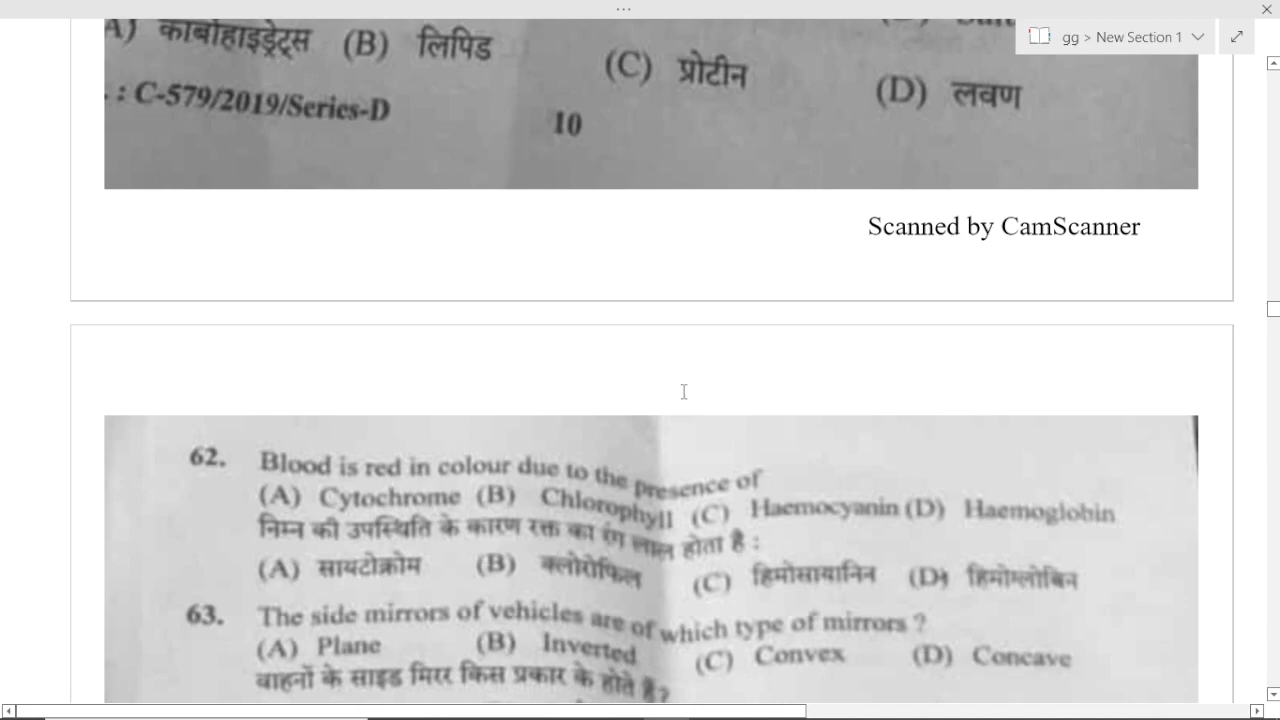 ...
gg > New Section 1
A) कार्बोहाइड्रेट्स (B) लिपिड (C) प्रोटीन (D) लवण
. : C-579/2019/Series-D
10
Scanned by CamScanner
62. Blood is red in colour due to the presence of
(A) Cytochrome (B) Chlorophyll (C) Haemocyanin (D) Haemoglobin
निम्न की उपस्थिति के कारण रक्त का रंग लाल होता है :
(A) सायटोक्रोम (B) क्लोरोफिल (C) हिमोसायानिन (D) हिमोग्लोबिन
63. The side mirrors of vehicles are of which type of mirrors ?
(A) Plane (B) Inverted (C) Convex (D) Concave
वाहनों के साइड मिरर किस प्रकार के होते हैं?